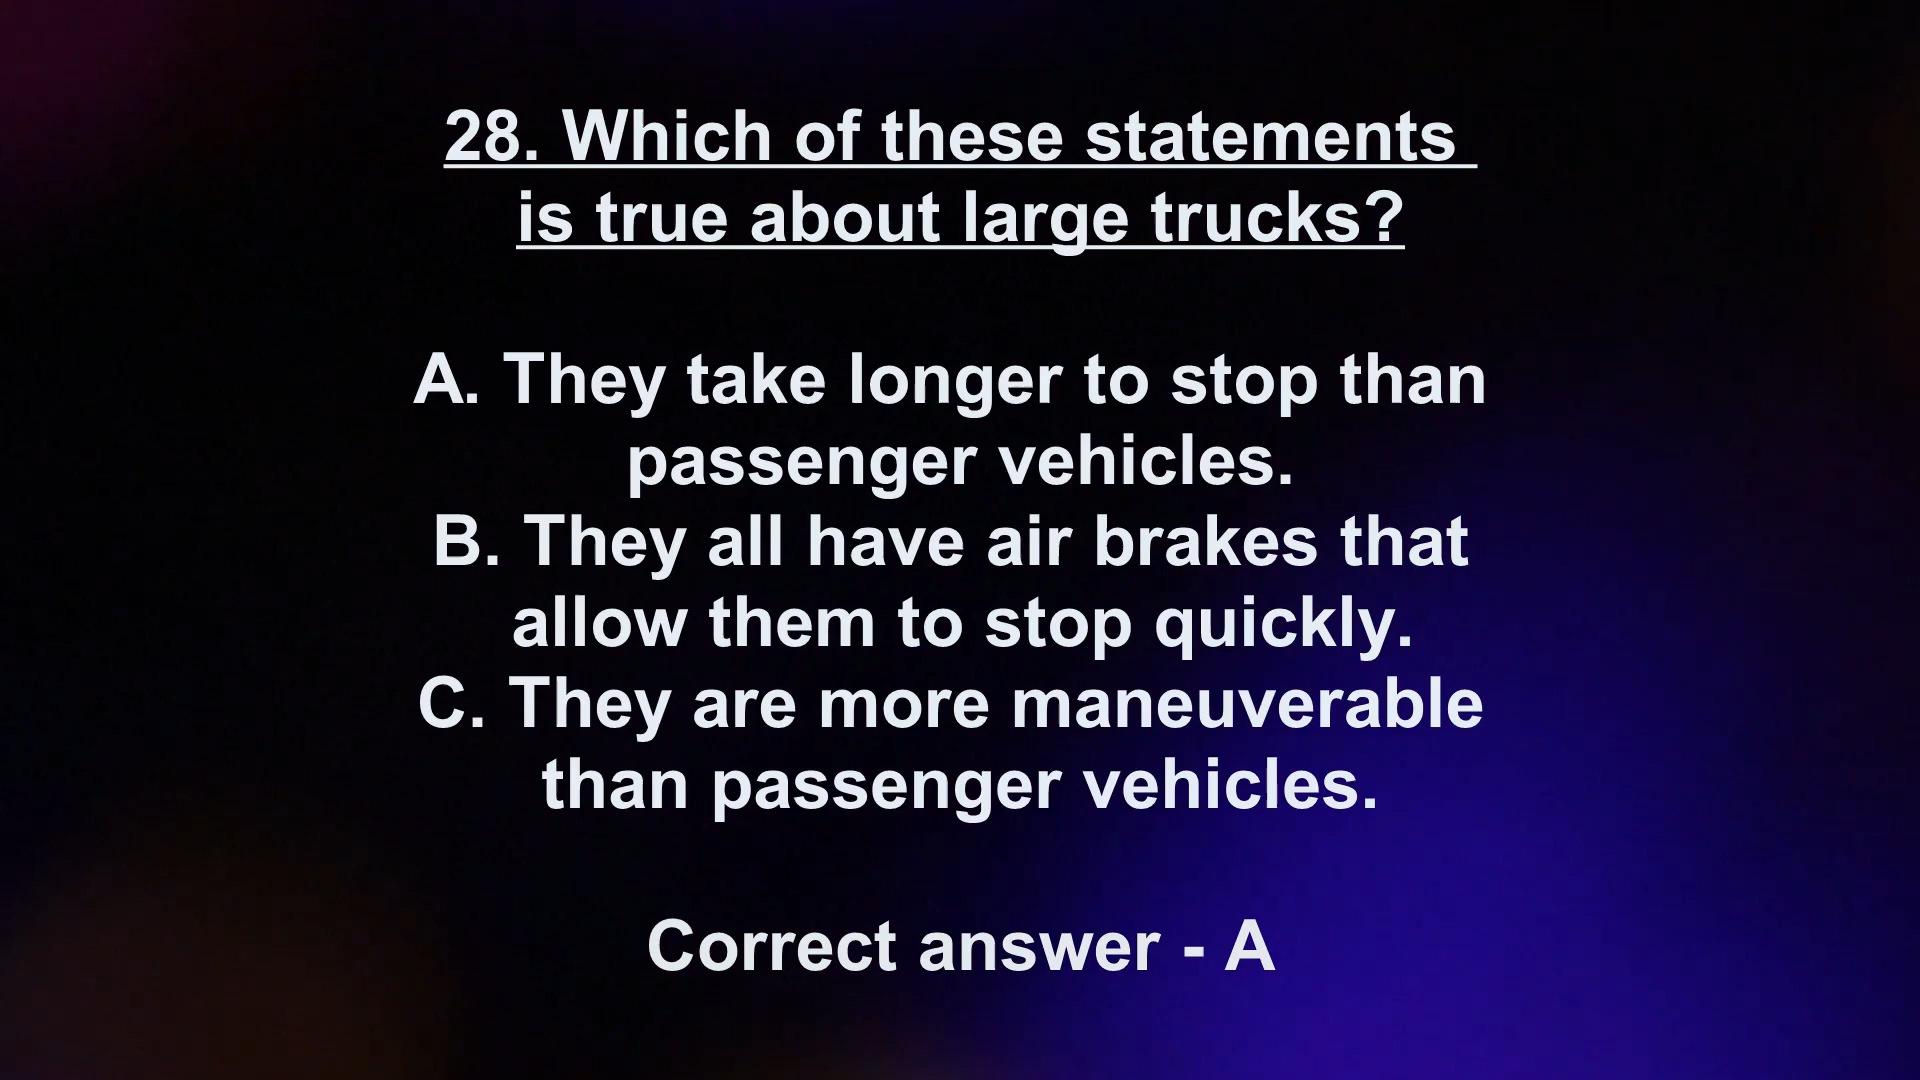 28. Which of these statements
is true about large trucks?
A. They take longer to stop than
passenger vehicles.
B. They all have air brakes that
allow them to stop quickly.
C. They are more maneuverable
than passenger vehicles.
Correct answer - A